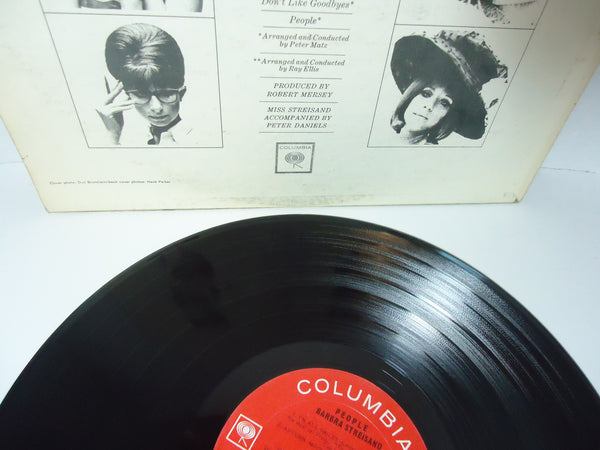 Don't Like Goodbyes*
People*
*Arranged and Conducted
by Peter Matz
**Arranged and Conducted
by Ray Ellis
PRODUCED BY
ROBERT MERSEY
MISS STREISAND
ACCOMPANIED BY
PETER DANIELS
COLUMBIA
COLUMBIA
PEOPLE
BARBRA STREISAND